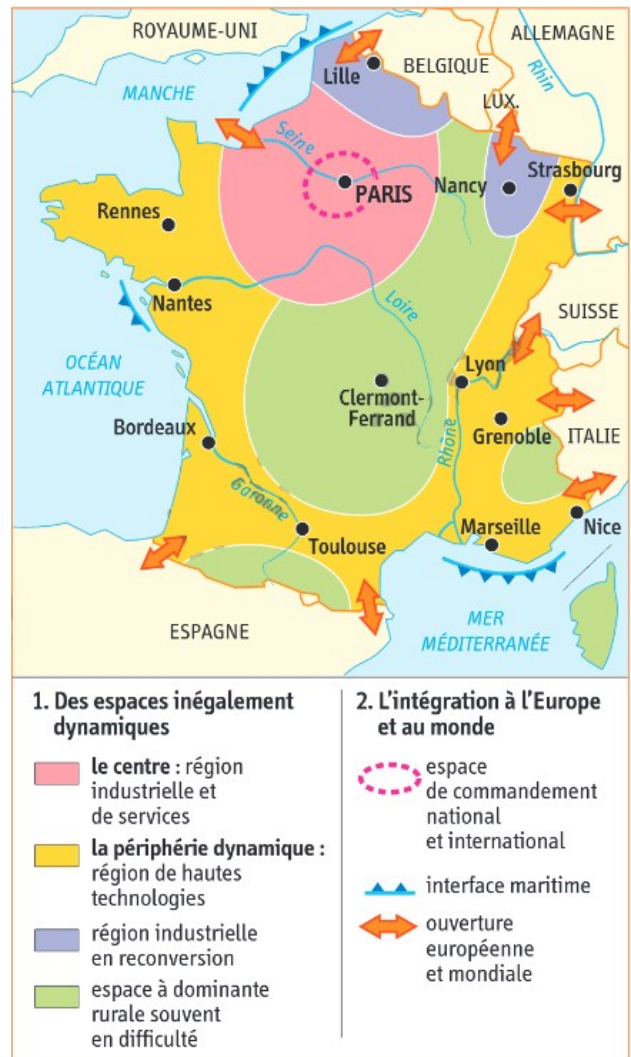 ROYAUME-UNI
ALLEMAGNE
BELGIQUE
Lille
Rhin
MANCHE
LUX.
Seine
Strasbourg
PARIS
Nancy
Rennes
Nantes
Loire
SUISSE
OCÉAN
ATLANTIQUE
Lyon
Clermont-
Ferrand
Bordeaux
Rhône
Grenoble
ITALIE
Garonne
Toulouse
Marseille
Nice
MER
MÉDITERRANÉE
ESPAGNE
1. Des espaces inégalement
dynamiques
le centre : région
industrielle et
de services
la périphérie dynamique :
région de hautes
technologies
région industrielle
en reconversion
espace à dominante
rurale souvent
en difficulté
2. L'intégration à l'Europe
et au monde
espace
de commandement
national
et international
interface maritime
ouverture
européenne
et mondiale